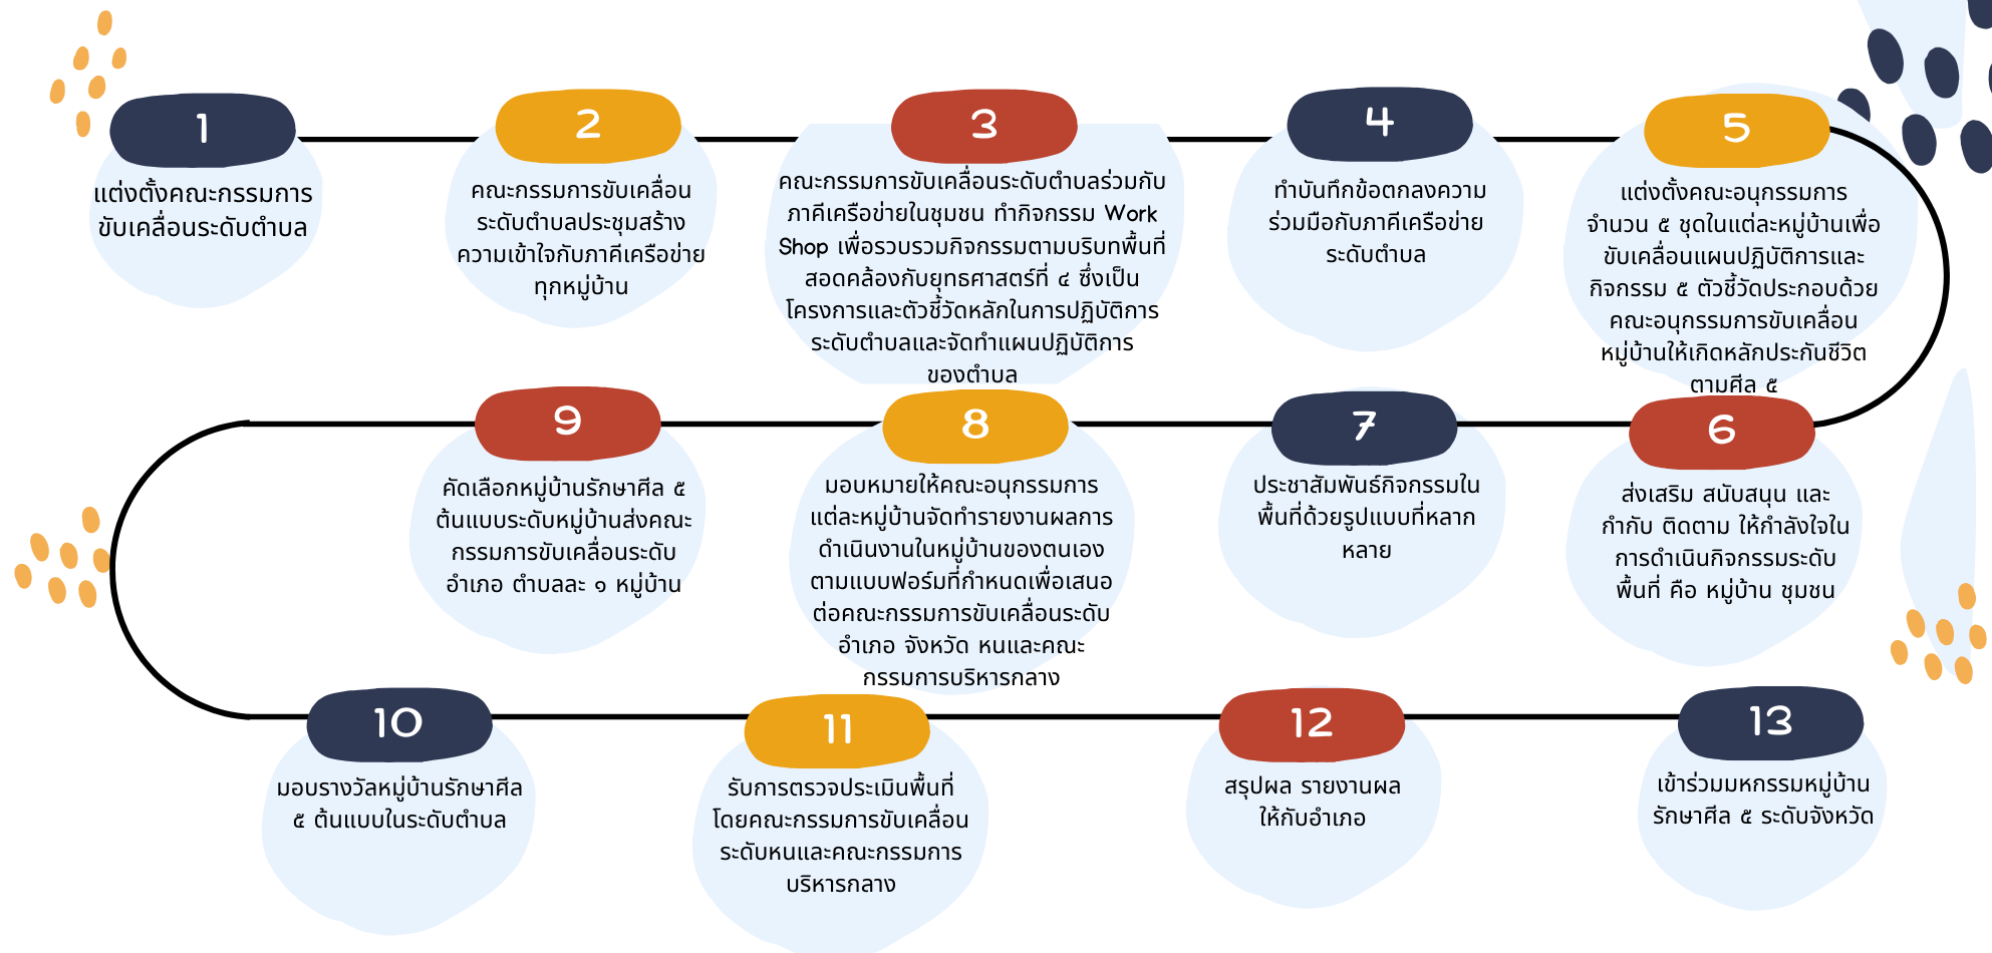 1
แต่งตั้งคณะกรรมการ
ขับเคลื่อนระดับตำบล
2
คณะกรรมการขับเคลื่อน
ระดับตำบลประชุมสร้าง
ความเข้าใจกับภาคีเครือข่าย
ทุกหมู่บ้าน
3
คณะกรรมการขับเคลื่อนระดับตำบลร่วมกับ
ภาคีเครือข่ายในชุมชน ทำกิจกรรม Work
Shop เพื่อรวบรวมกิจกรรมตามบริบทพื้นที่
สอดคล้องกับยุทธศาสตร์ที่ ๔ ซึ่งเป็น
โครงการและตัวชี้วัดหลักในการปฏิบัติการ
ระดับตำบลและจัดทำแผนปฏิบัติการ
ของตำบล
4
ทำบันทึกข้อตกลงความ
ร่วมมือกับภาคีเครือข่าย
ระดับตำบล
5
แต่งตั้งคณะอนุกรรมการ
จำนวน ๕ ชุดในแต่ละหมู่บ้านเพื่อ
ขับเคลื่อนแผนปฏิบัติการและ
กิจกรรม ๕ ตัวชี้วัดประกอบด้วย
คณะอนุกรรมการขับเคลื่อน
หมู่บ้านให้เกิดหลักประกันชีวิต
ตามศีล ๕
6
ส่งเสริม สนับสนุน และ
กำกับ ติดตาม ให้กำลังใจใน
การดำเนินกิจกรรมระดับ
พื้นที่ คือ หมู่บ้าน ชุมชน
7
ประชาสัมพันธ์กิจกรรมใน
พื้นที่ด้วยรูปแบบที่หลาก
หลาย
8
มอบหมายให้คณะอนุกรรมการ
แต่ละหมู่บ้านจัดทำรายงานผลการ
ดำเนินงานในหมู่บ้านของตนเอง
ตามแบบฟอร์มที่กำหนดเพื่อเสนอ
ต่อคณะกรรมการขับเคลื่อนระดับ
อำเภอ จังหวัด หนและคณะ
กรรมการบริหารกลาง
9
คัดเลือกหมู่บ้านรักษาศีล ๕
ต้นแบบระดับหมู่บ้านส่งคณะ
กรรมการขับเคลื่อนระดับ
อำเภอ ตำบลละ ๑ หมู่บ้าน
10
มอบรางวัลหมู่บ้านรักษาศีล
๕ ต้นแบบในระดับตำบล
11
รับการตรวจประเมินพื้นที่
โดยคณะกรรมการขับเคลื่อน
ระดับหนและคณะกรรมการ
บริหารกลาง
12
สรุปผล รายงานผล
ให้กับอำเภอ
13
เข้าร่วมมหกรรมหมู่บ้าน
รักษาศีล ๕ ระดับจังหวัด